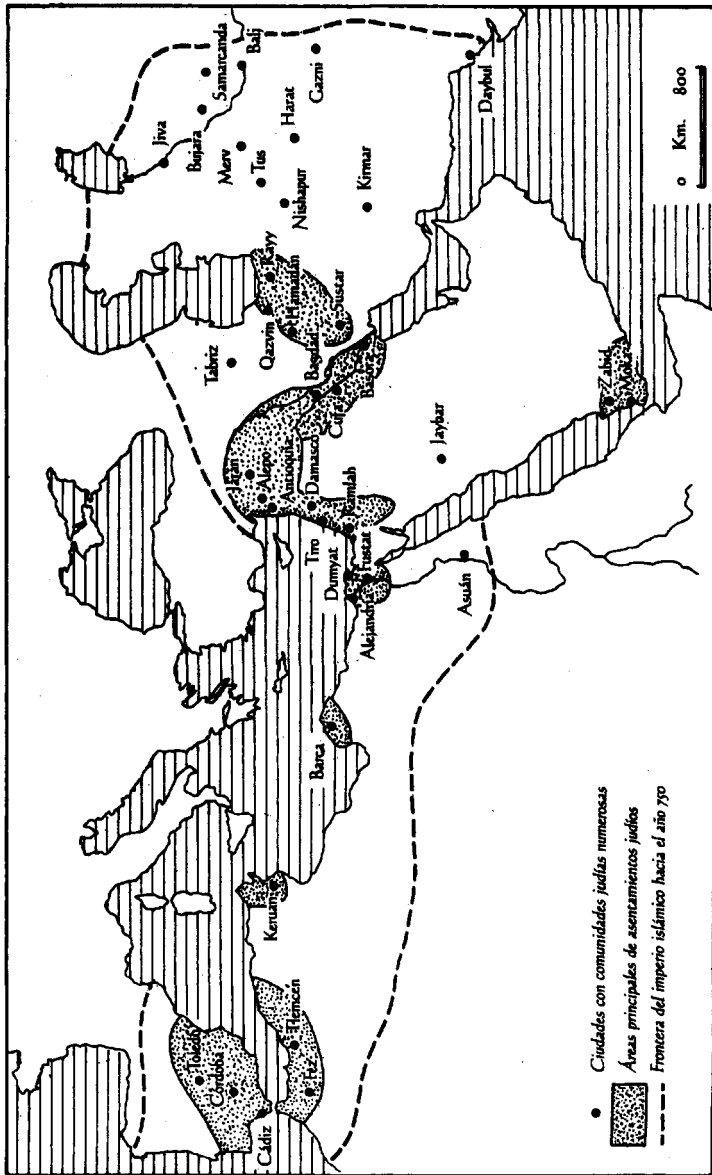 Toledo
Córdoba
Cádiz
Fez
Tlemcén
Keruán
Barca
Alejandría
Dumyat
Fustat
Tiro
Ramlah
Damasco
Antioquía
Alepo
Jarán
Asuán
Jaybar
Zabid
Moka
Bagdad
Cufa
Basora
Tabriz
Qazvin
Hamadán
Rayy
Sustar
Jiva
Bujara
Samarcanda
Balj
Merv
Tus
Nishapur
Harat
Gazni
Kirmar
Daybul
Ciudades con comunidades judías numerosas
Áreas principales de asentamientos judíos
Frontera del imperio islámico hacia el año 750
0 Km. 800